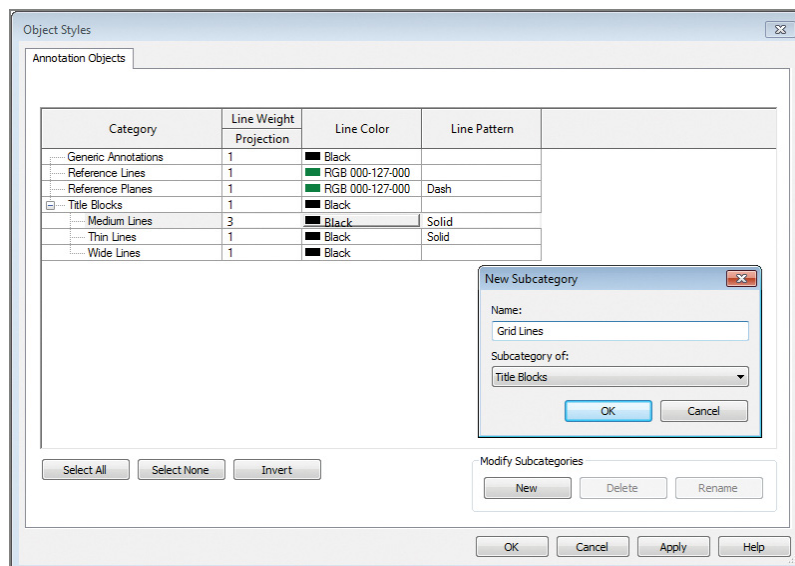 Object Styles
Annotation Objects
Category Line Weight Line Color Line Pattern
Projection
Generic Annotations 1 Black
Reference Lines 1 RGB 000-127-000
Reference Planes 1 RGB 000-127-000 Dash
Title Blocks 1 Black
Medium Lines 3 Black Solid
Thin Lines 1 Black Solid
Wide Lines 1 Black
New Subcategory
Name:
Grid Lines
Subcategory of:
Title Blocks
OK Cancel
Select All Select None Invert
Modify Subcategories
New Delete Rename
OK Cancel Apply Help